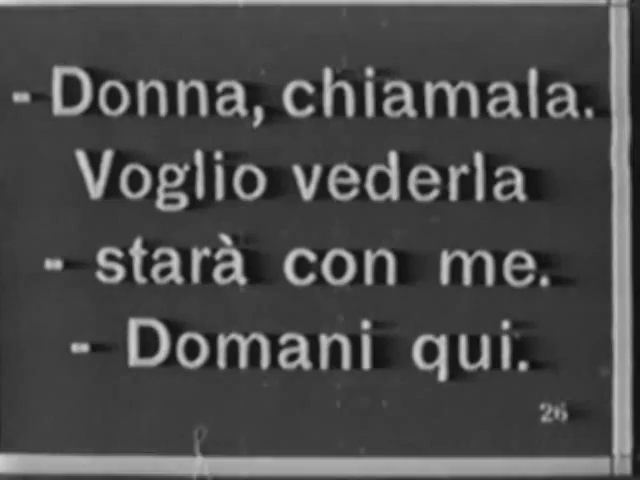 - Donna, chiamala.
Voglio vederla
- starà con me.
- Domani qui.
26